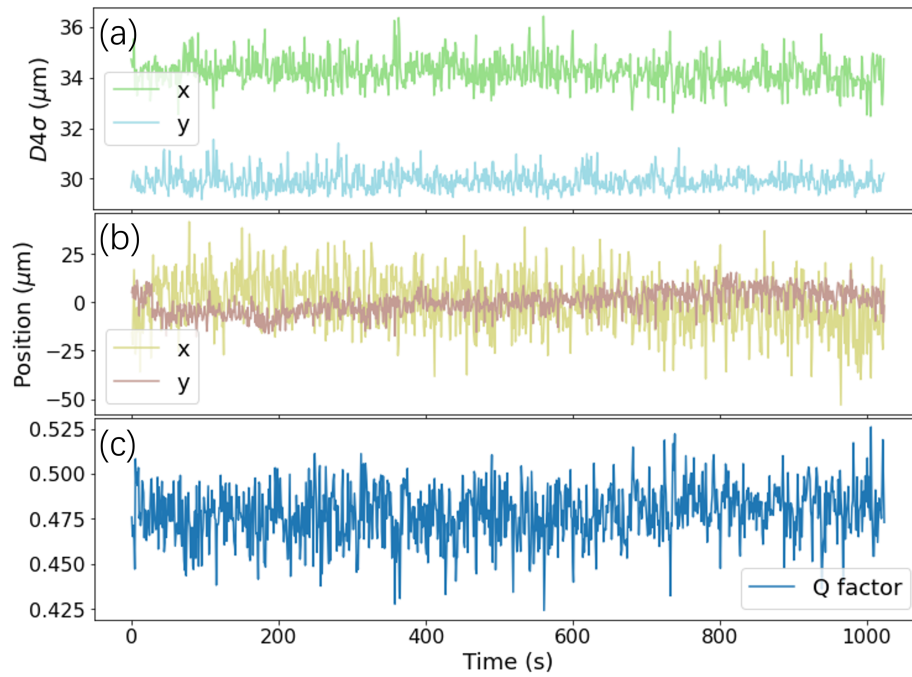 (a)
36
34
32
30
D4σ (μm)
x
y
(b)
25
0
−25
−50
Position (μm)
x
y
(c)
0.525
0.500
0.475
0.450
0.425
Q factor
0 200 400 600 800 1000
Time (s)